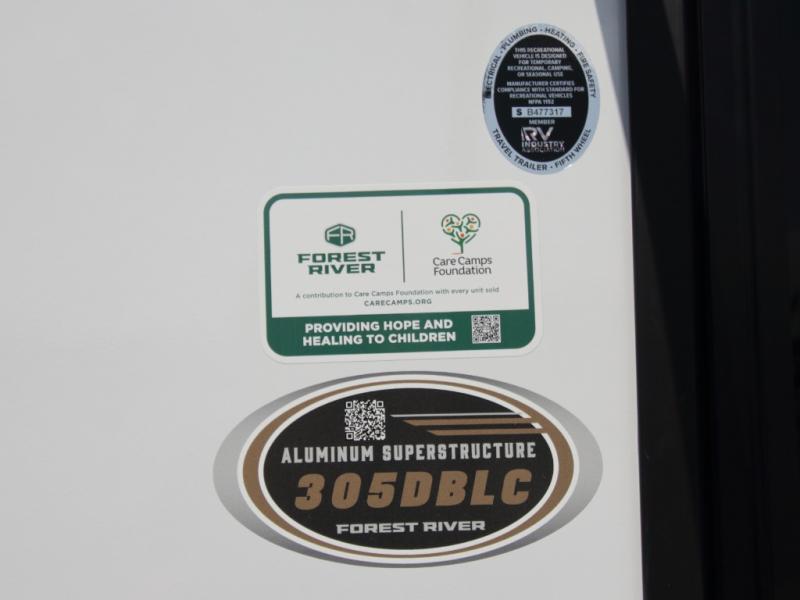 ELECTRICAL - PLUMBING - HEATING - FIRE SAFETY
THIS RECREATIONAL
VEHICLE IS DESIGNED
FOR TEMPORARY
RECREATIONAL, CAMPING,
OR SEASONAL USE
MANUFACTURER CERTIFIES
COMPLIANCE WITH STANDARD FOR
RECREATIONAL VEHICLES
NFPA 1192
S B477317
MEMBER
RV
INDUSTRY
ASSOCIATION
TRAVEL TRAILER - FIFTH WHEEL
FR
FOREST
RIVER
Care Camps
Foundation
A contribution to Care Camps Foundation with every unit sold
CARECAMPS.ORG
PROVIDING HOPE AND
HEALING TO CHILDREN
ALUMINUM SUPERSTRUCTURE
305DBLC
FOREST RIVER